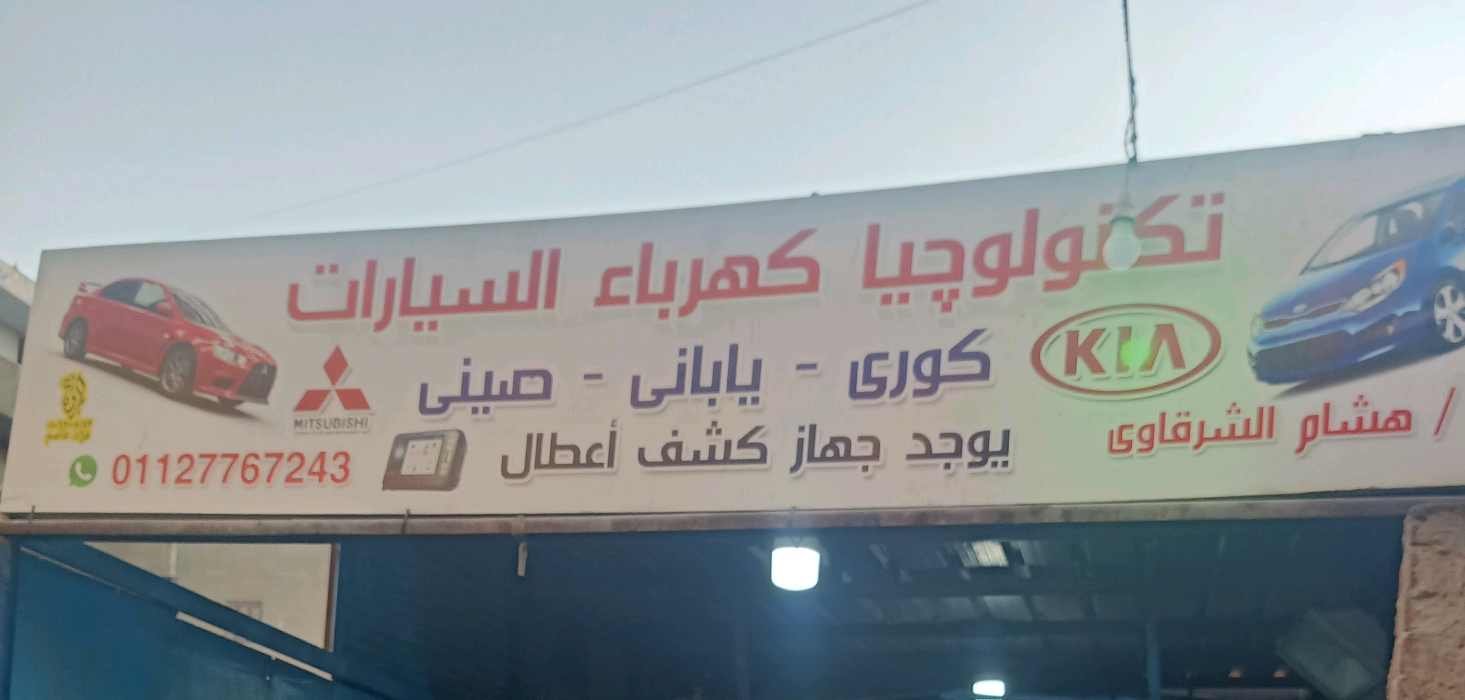 تكنولوچيا كهرباء السيارات
KIA
كورى - يابانى - صينى
MITSUBISHI
/ هشام الشرقاوى
يوجد جهاز كشف أعطال
01127767243